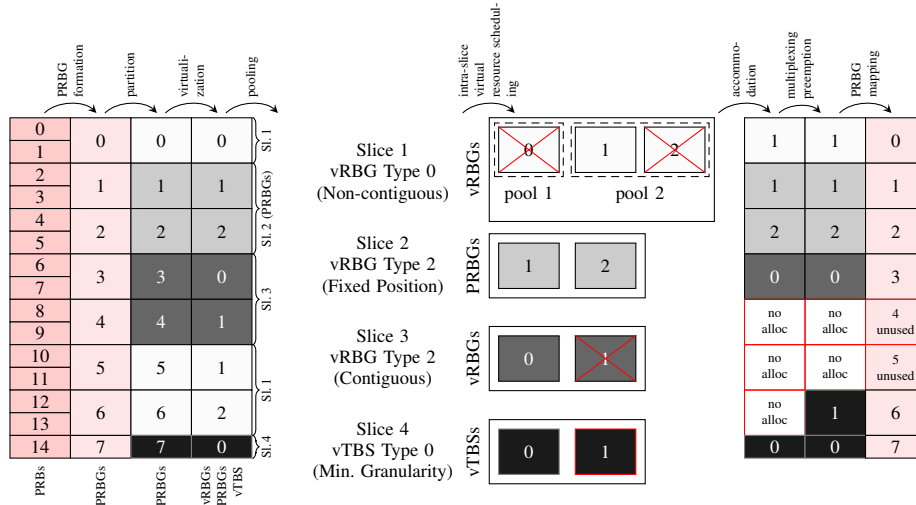 PRBG
formation
partition
virtuali-
zation
pooling
intra-slice
virtual
resource schedul-
ing
accommo-
dation
multiplexing
preemption
PRBG
mapping
0
1
2
3
4
5
6
7
8
9
10
11
12
13
14
PRBs
0
1
2
3
4
5
6
7
PRBGs
0
1
2
3
4
5
6
7
PRBGs
0
1
2
0
1
1
2
0
vRBGs
PRBGs
vTBS
Sl. 1
Sl. 2 (PRBGs)
Sl. 3
Sl. 1
Sl. 4
Slice 1
vRBG Type 0
(Non-contiguous)
vRBGs
0
1
2
pool 1
pool 2
Slice 2
vRBG Type 2
(Fixed Position)
PRBGs
1
2
Slice 3
vRBG Type 2
(Contiguous)
vRBGs
0
1
Slice 4
vTBS Type 0
(Min. Granularity)
vTBSs
0
1
1
1
2
0
no
alloc
no
alloc
no
alloc
0
1
1
2
0
no
alloc
no
alloc
1
0
0
1
2
3
4
unused
5
unused
6
7